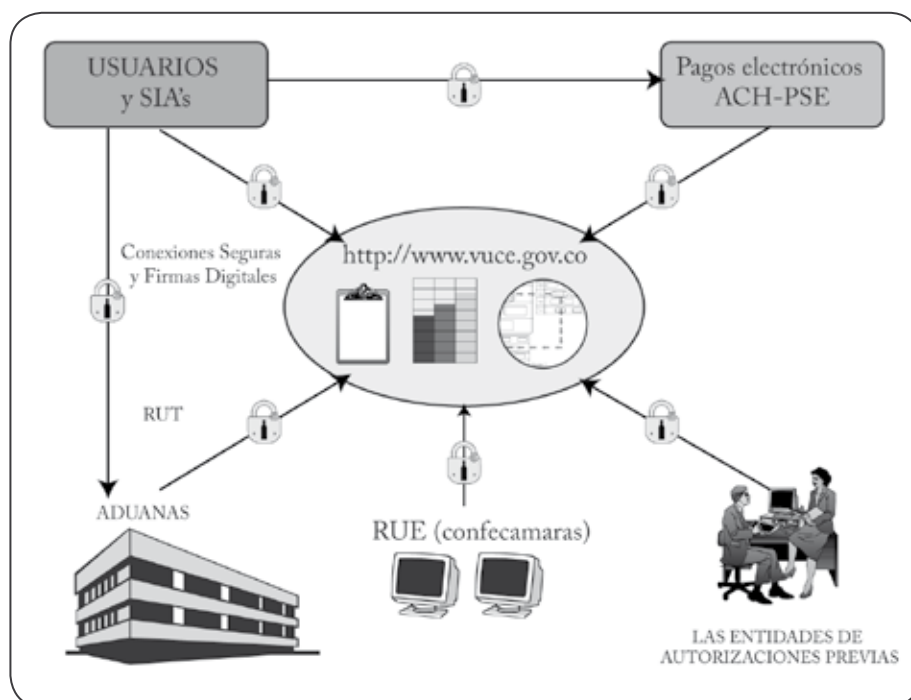 USUARIOS
y SIA's
Pagos electrónicos
ACH-PSE
http://www.vuce.gov.co
Conexiones Seguras
y Firmas Digitales
RUT
ADUANAS
RUE (confecamaras)
LAS ENTIDADES DE
AUTORIZACIONES PREVIAS